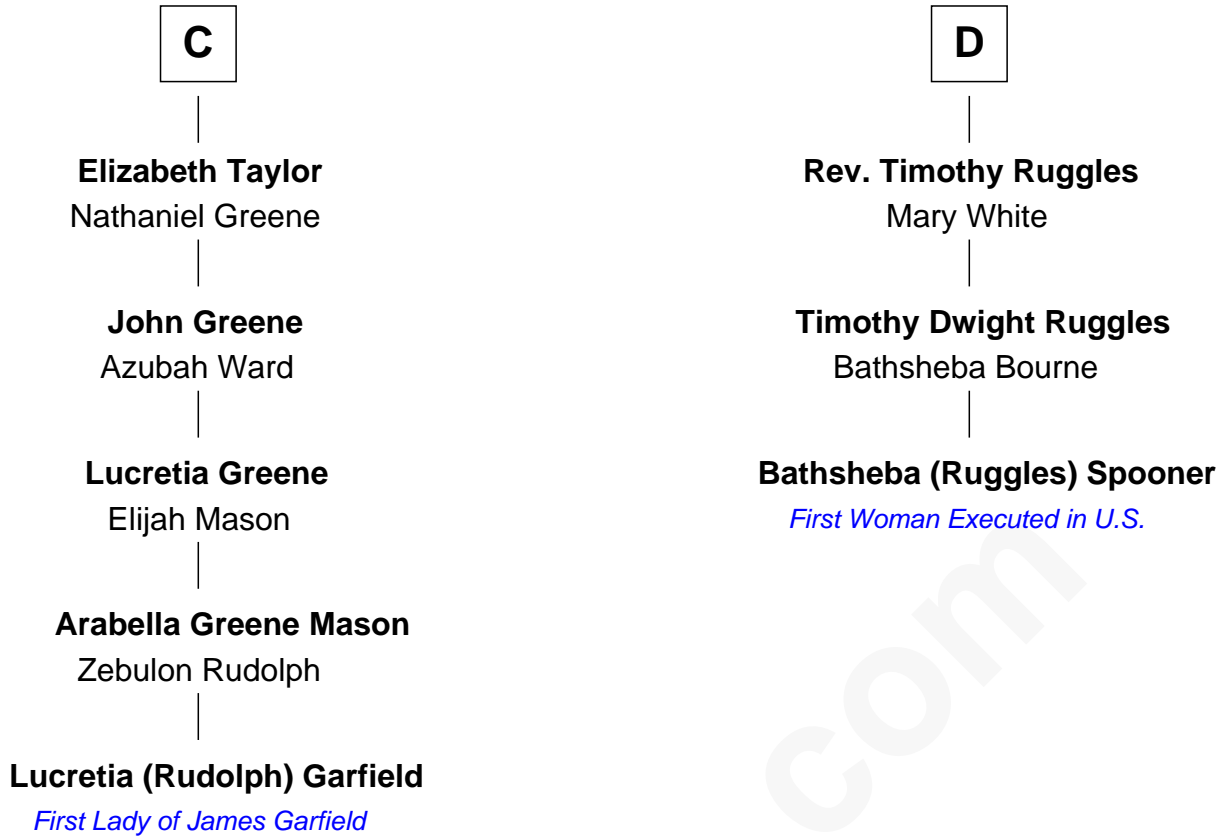 C
Elizabeth Taylor
Nathaniel Greene
John Greene
Azubah Ward
Lucretia Greene
Elijah Mason
Arabella Greene Mason
Zebulon Rudolph
Lucretia (Rudolph) Garfield
First Lady of James Garfield
D
Rev. Timothy Ruggles
Mary White
Timothy Dwight Ruggles
Bathsheba Bourne
Bathsheba (Ruggles) Spooner
First Woman Executed in U.S.
com